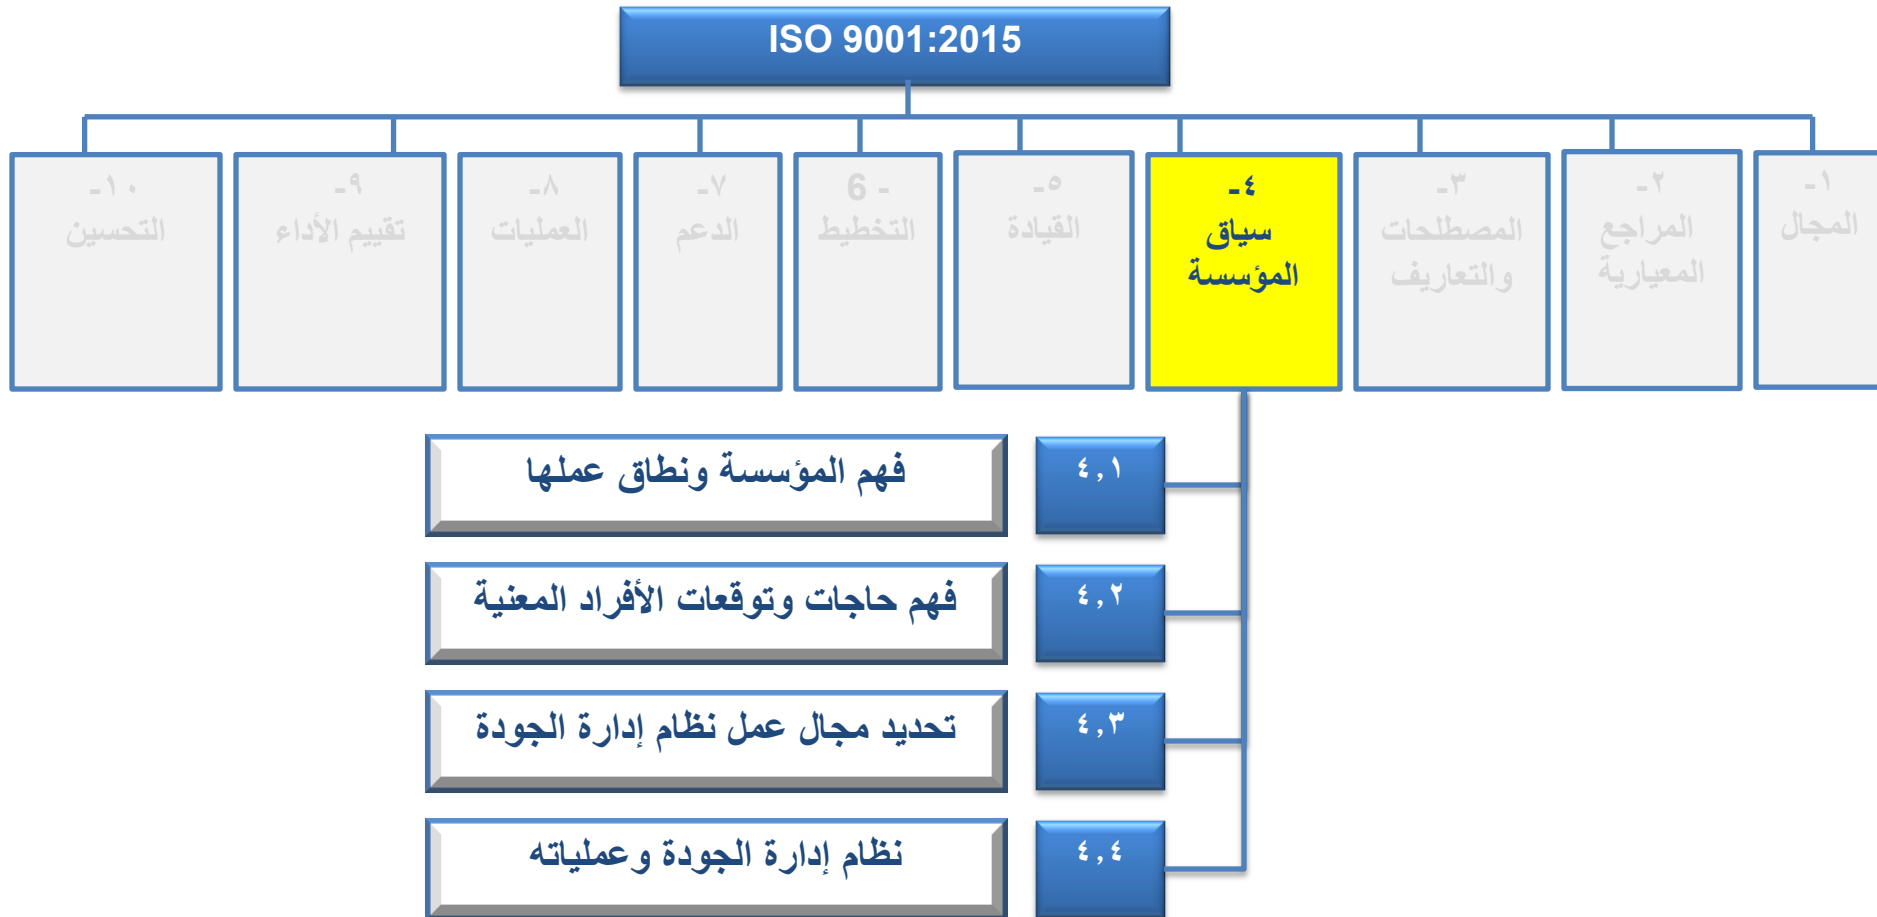 ISO 9001:2015
١-
المجال
٢-
المراجع
المعيارية
٣-
المصطلحات
والتعاريف
٤-
سياق
المؤسسة
٥-
القيادة
6 -
التخطيط
٧-
الدعم
٨-
العمليات
٩-
تقييم الأداء
١٠-
التحسين
٤,١
فهم المؤسسة ونطاق عملها
٤,٢
فهم حاجات وتوقعات الأفراد المعنية
٤,٣
تحديد مجال عمل نظام إدارة الجودة
٤,٤
نظام إدارة الجودة وعملياته